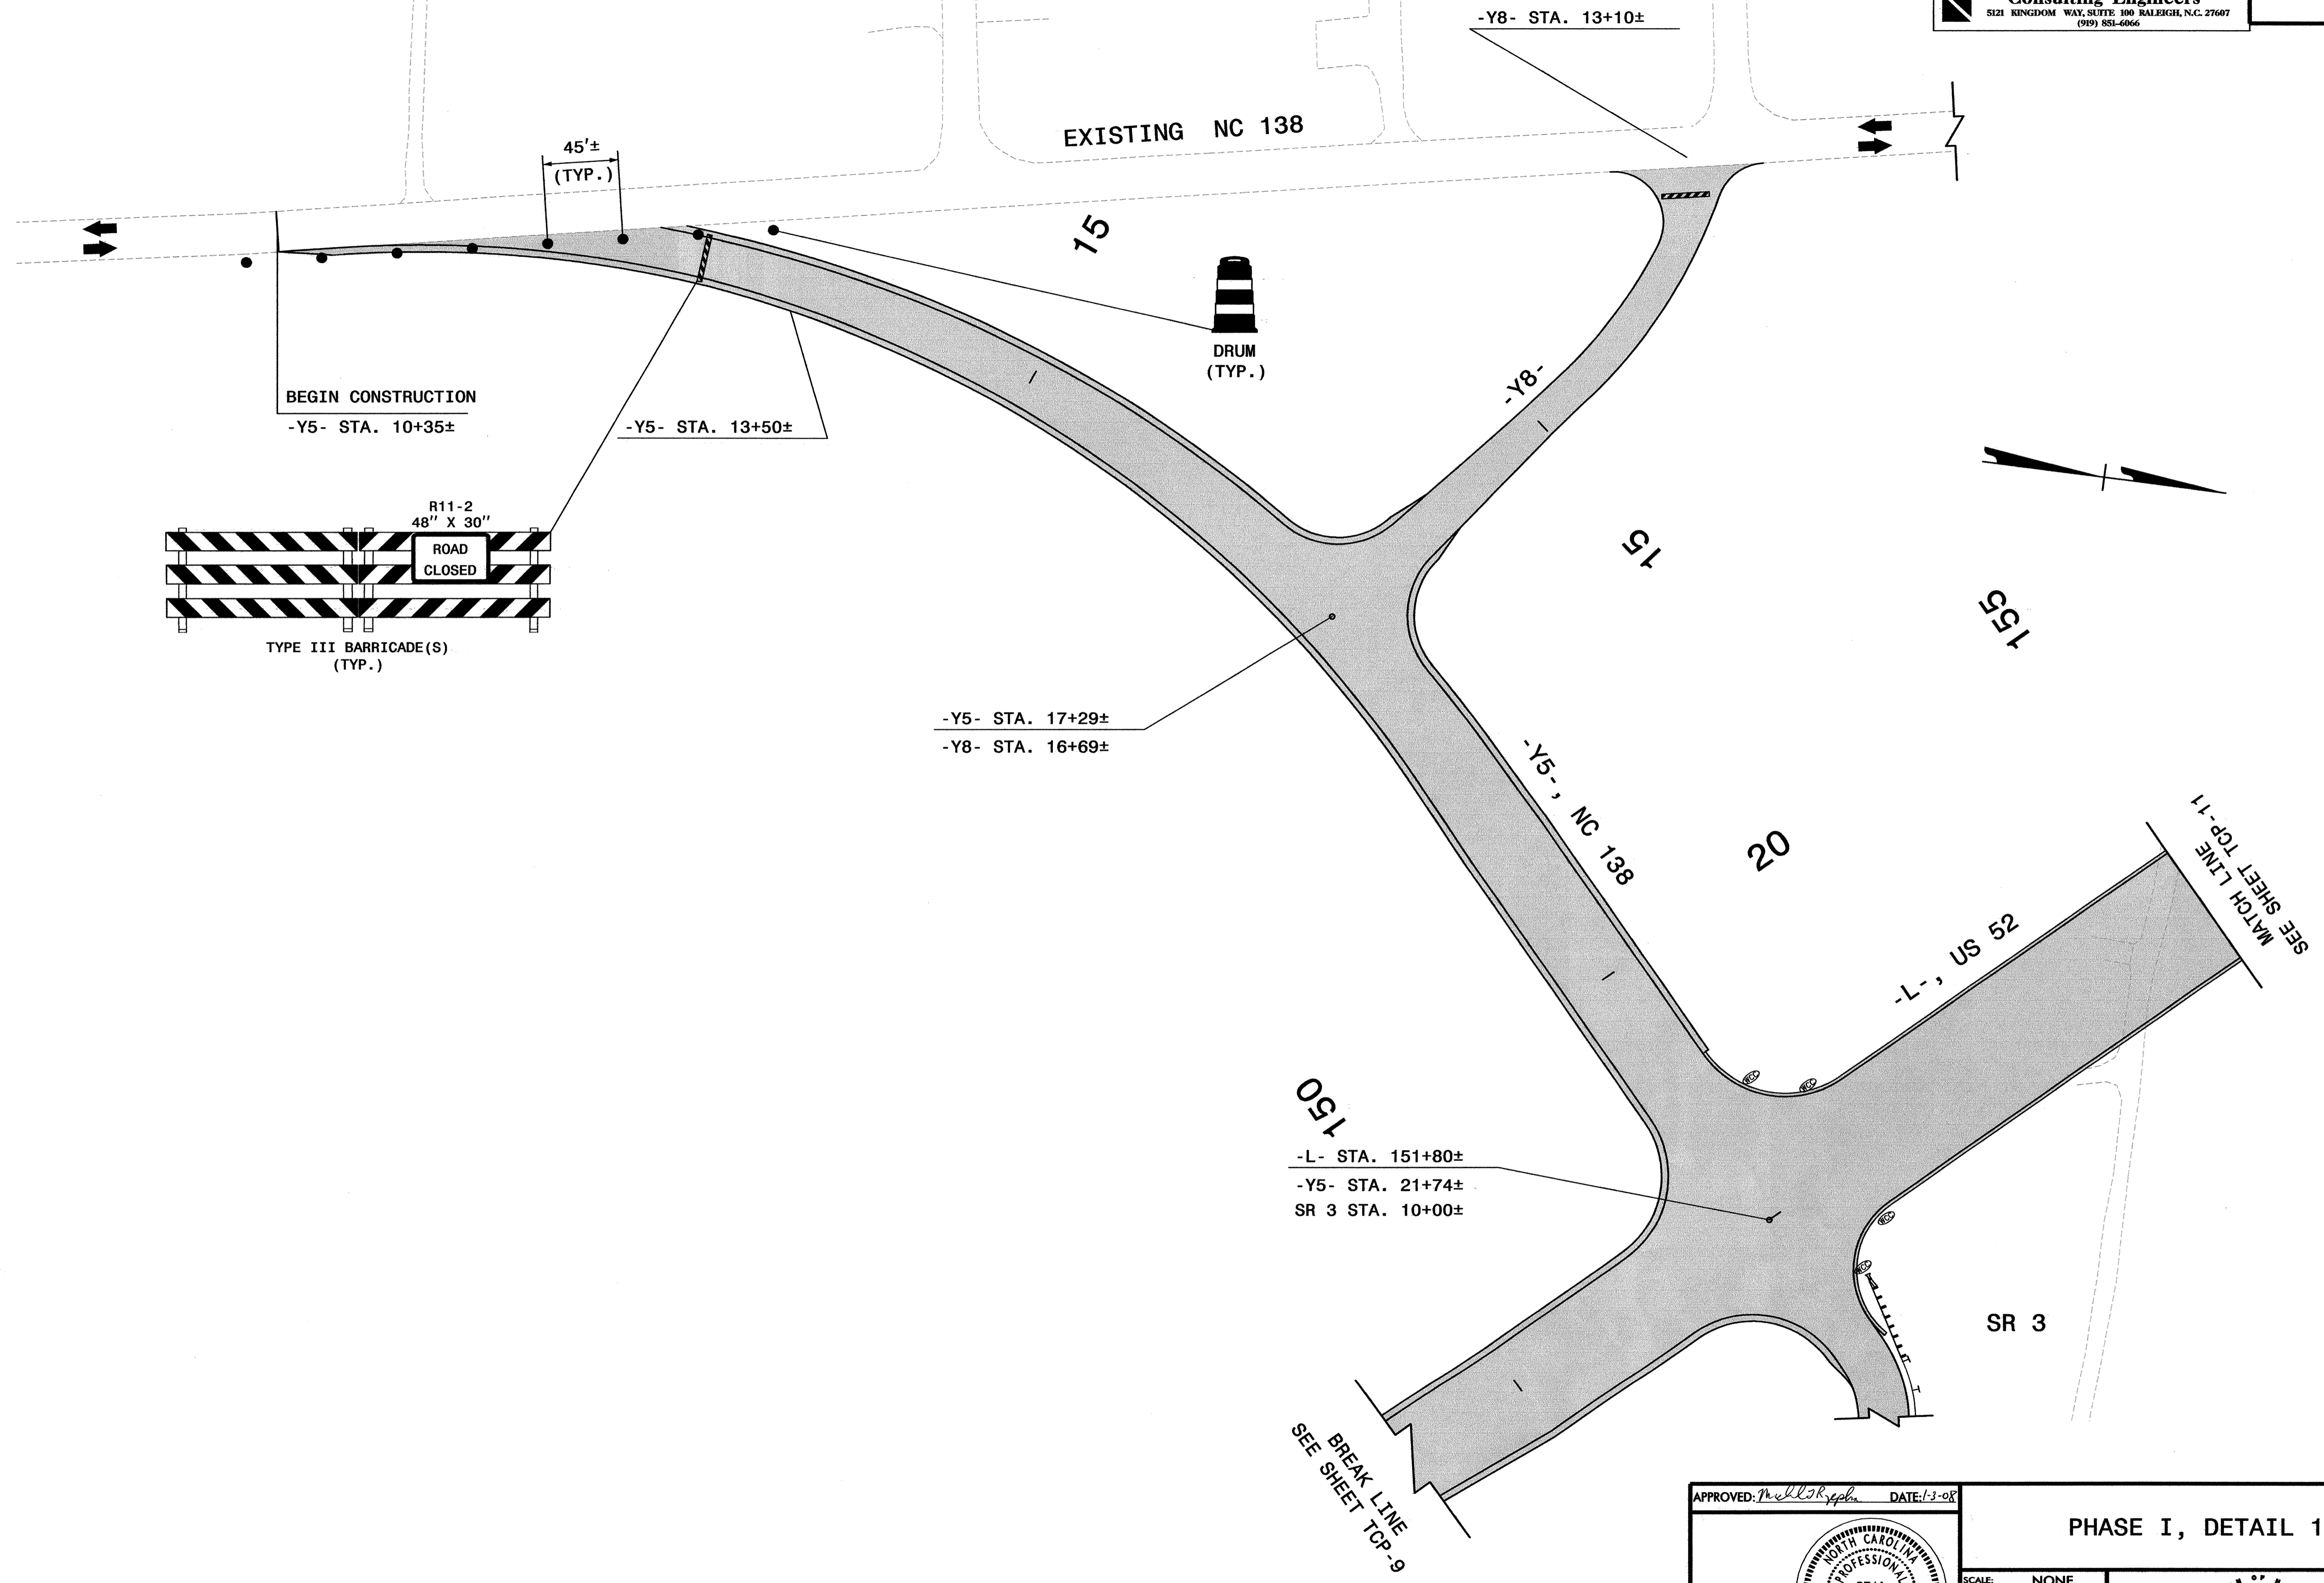 Consulting Engineers
5121 KINGDOM WAY, SUITE 100 RALEIGH, N.C. 27607
(919) 851-6066
-Y8- STA. 13+10±
EXISTING NC 138
45'±
(TYP.)
15
DRUM
(TYP.)
BEGIN CONSTRUCTION
-Y5- STA. 10+35±
-Y5- STA. 13+50±
-Y8-
R11-2
48" X 30"
ROAD
CLOSED
TYPE III BARRICADE(S)
(TYP.)
15
155
-Y5- STA. 17+29±
-Y8- STA. 16+69±
-Y5-, NC 138
20
MATCH LINE
SEE SHEET TCP-11
-L-, US 52
150
WCC
WCC
-L- STA. 151+80±
-Y5- STA. 21+74±
SR 3 STA. 10+00±
WCC
WCC
SR 3
BREAK LINE
SEE SHEET TCP-9
APPROVED: DATE: 1-3-08
PHASE I, DETAIL 1
NORTH CAROLINA
PROFESSIONAL
SCALE: NONE